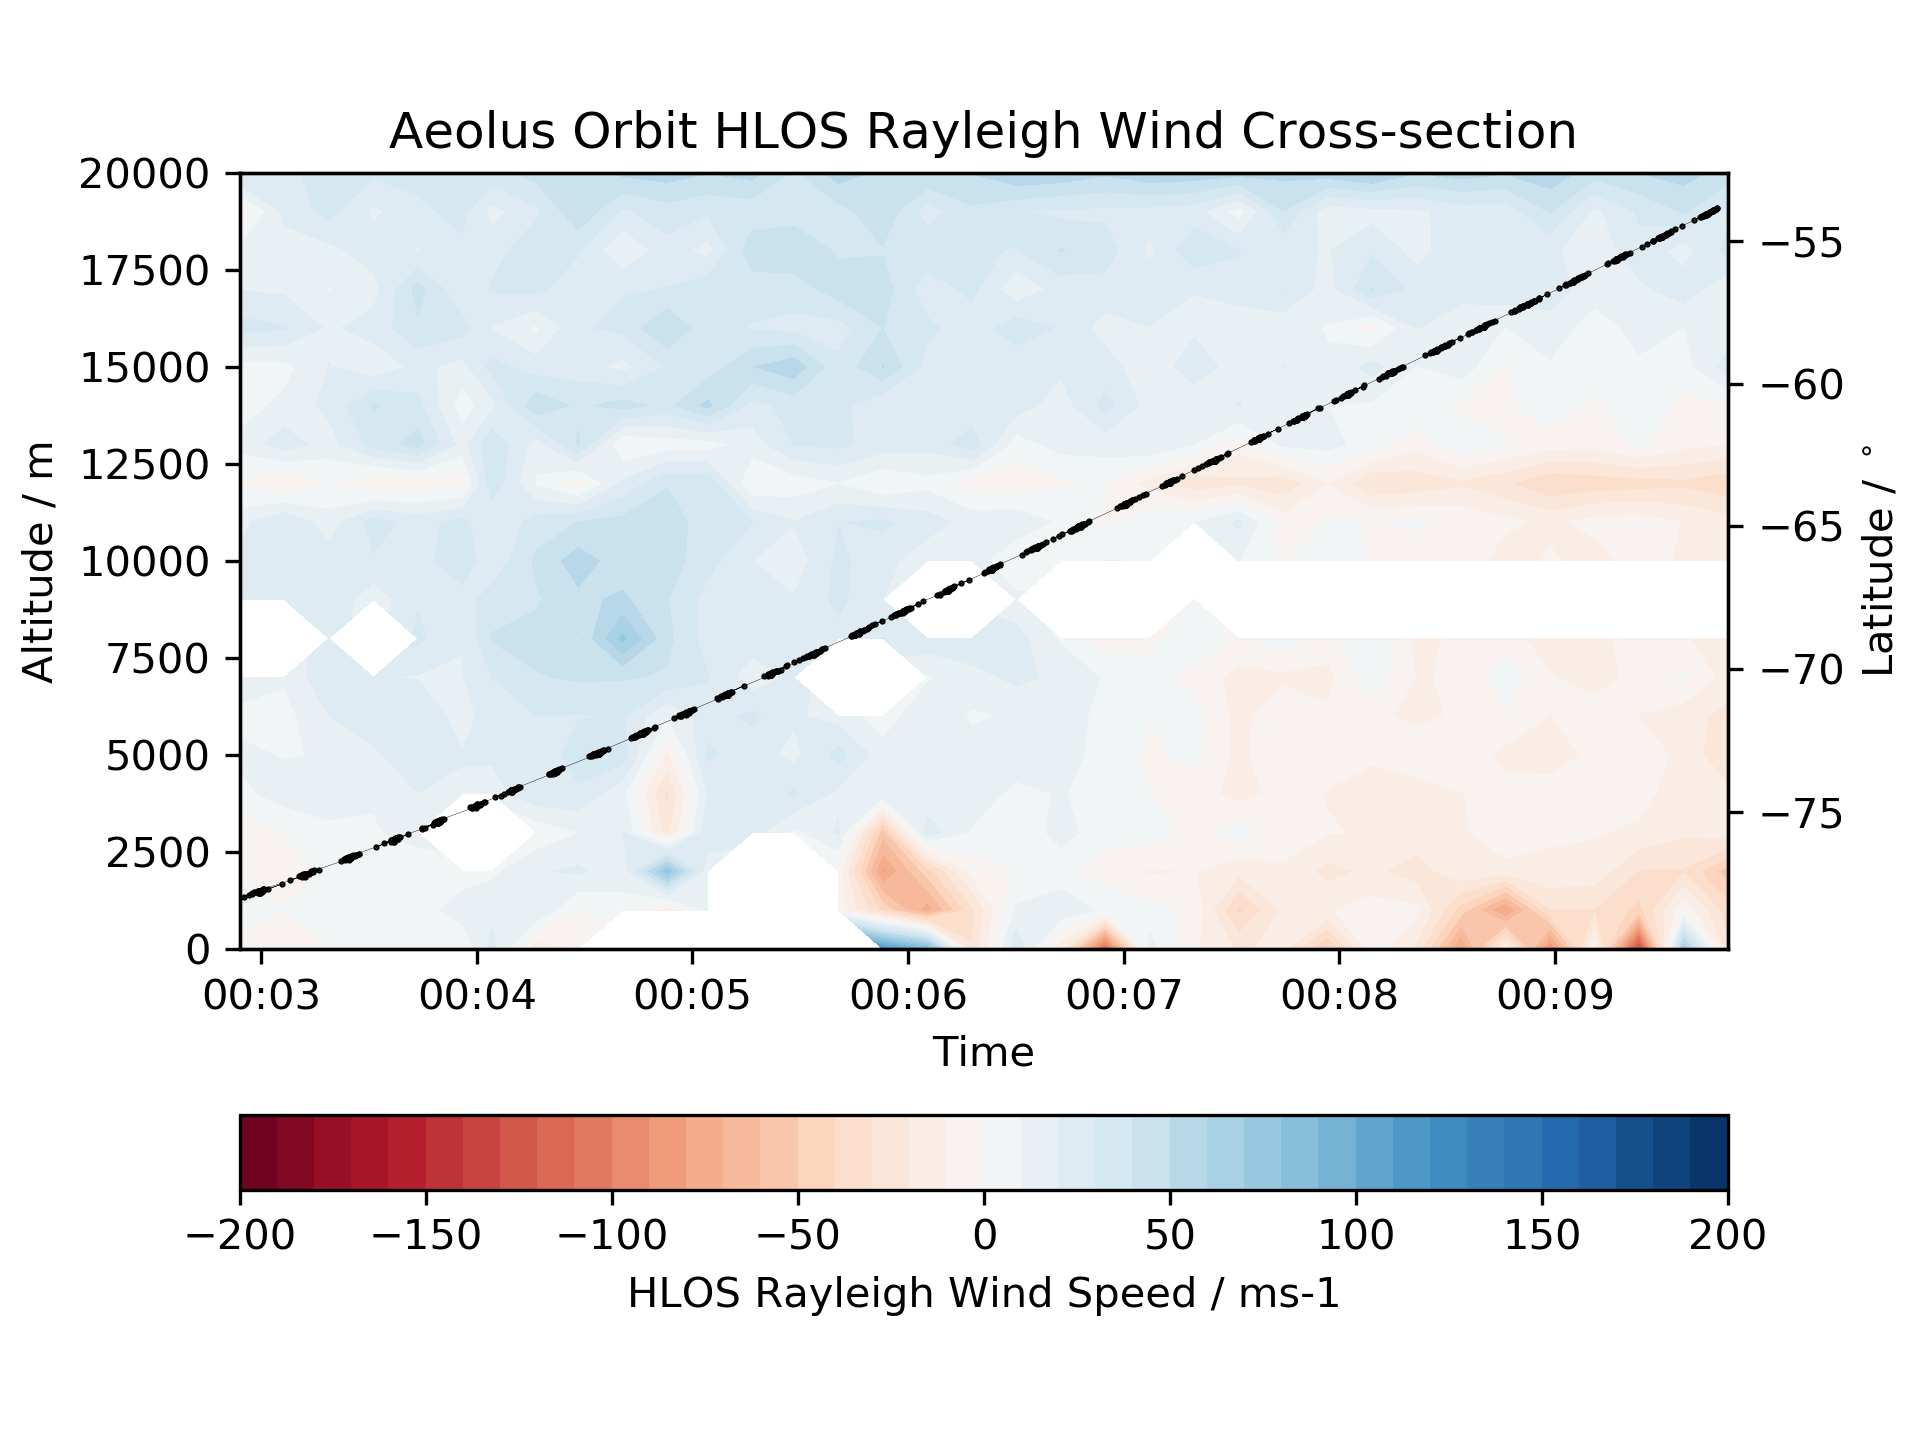 Aeolus Orbit HLOS Rayleigh Wind Cross-section
20000
17500
15000
12500
10000
7500
5000
2500
0
Altitude / m
−55
−60
−65
−70
−75
Latitude / °
00:03 00:04 00:05 00:06 00:07 00:08 00:09
Time
−200 −150 −100 −50 0 50 100 150 200
HLOS Rayleigh Wind Speed / ms-1